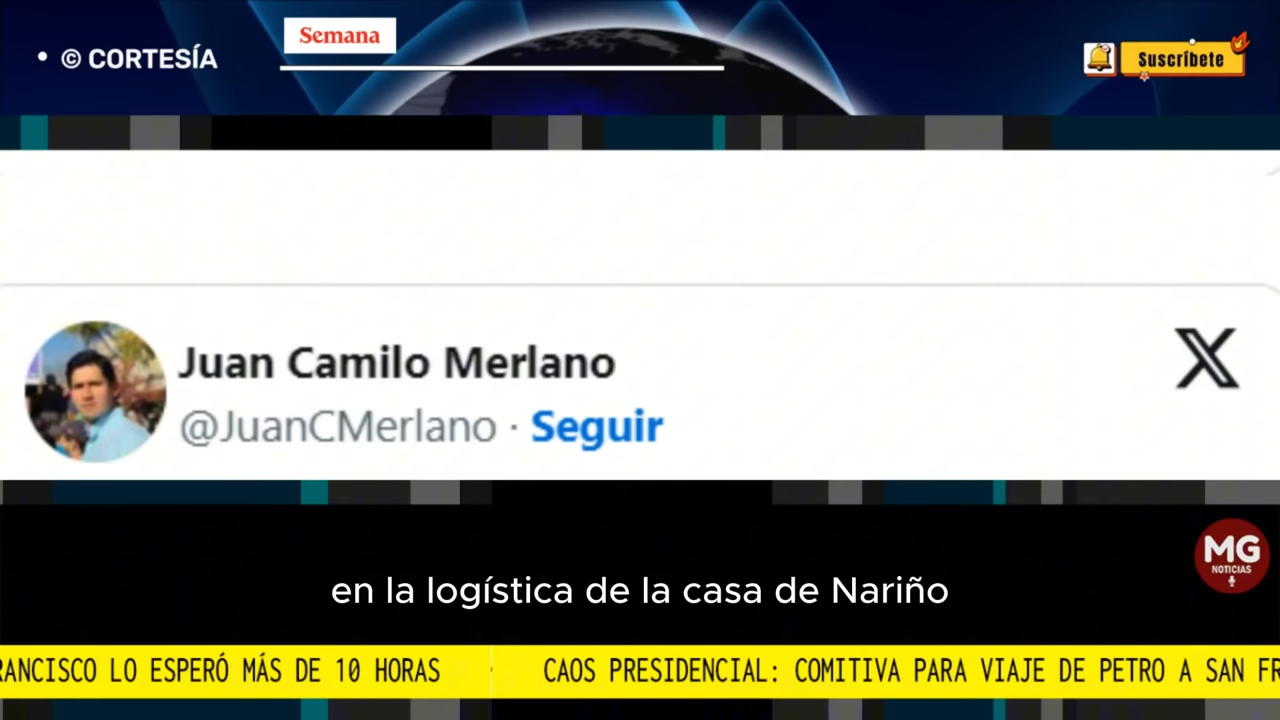 • © CORTESÍA
Semana
Suscríbete
Juan Camilo Merlano
@JuanCMerlano · Seguir
MG
NOTICIAS
en la logística de la casa de Nariño
RANCISCO LO ESPERÓ MÁS DE 10 HORAS
CAOS PRESIDENCIAL: COMITIVA PARA VIAJE DE PETRO A SAN FR